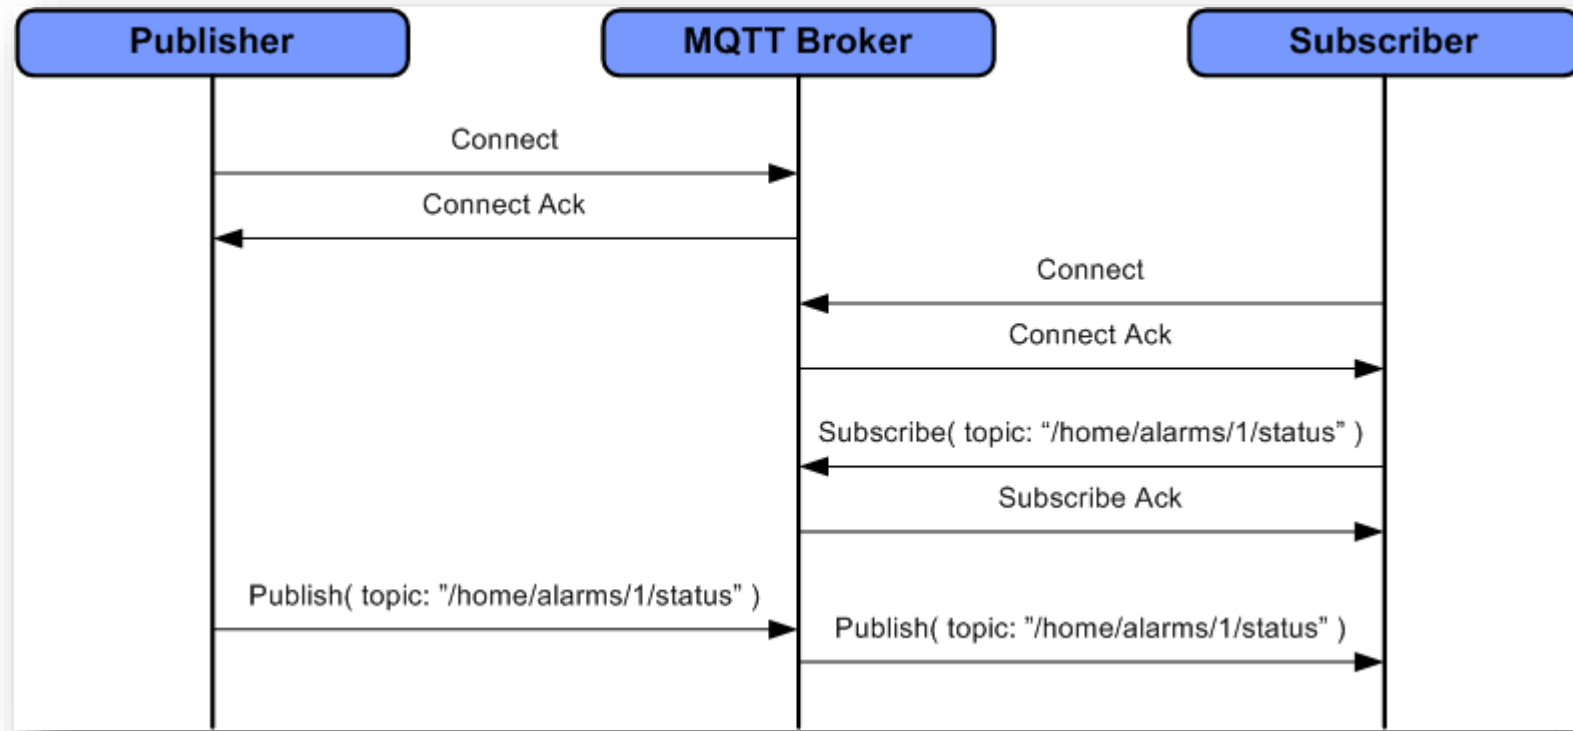 Publisher
MQTT Broker
Subscriber
Connect
Connect Ack
Connect
Connect Ack
Subscribe( topic: “/home/alarms/1/status” )
Subscribe Ack
Publish( topic: ”/home/alarms/1/status” )
Publish( topic: ”/home/alarms/1/status” )